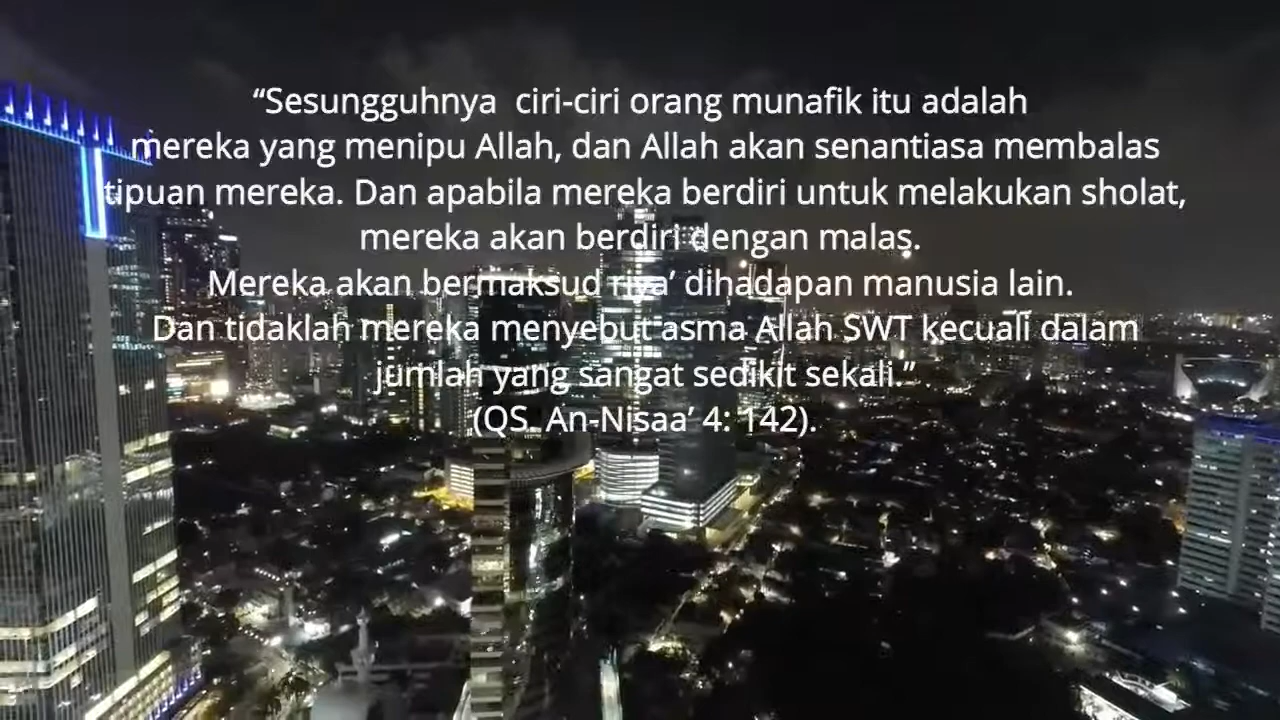 “Sesungguhnya  ciri-ciri orang munafik itu adalah
mereka yang menipu Allah, dan Allah akan senantiasa membalas
tipuan mereka. Dan apabila mereka berdiri untuk melakukan sholat,
mereka akan berdiri dengan malas.
Mereka akan bermaksud riya’ dihadapan manusia lain.
Dan tidaklah mereka menyebut asma Allah SWT kecuali dalam
jumlah yang sangat sedikit sekali.”
(QS. An-Nisaa’ 4: 142).